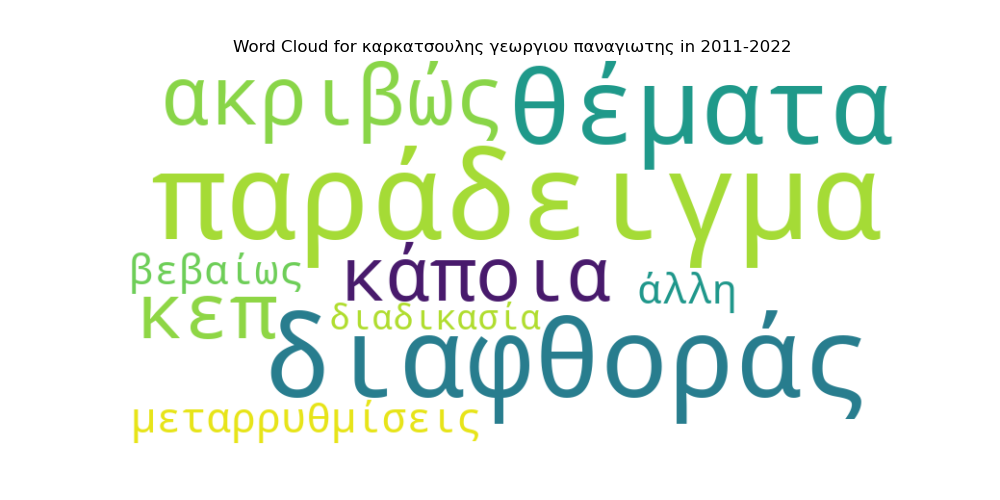 Word Cloud for καρκατσουλης γεωργιου παναγιωτης in 2011-2022
ακριβώς θέματα
παράδειγμα
βεβαίως κάποια άλλη
κεπ διαδικασία
διαφθοράς
μεταρρυθμίσεις